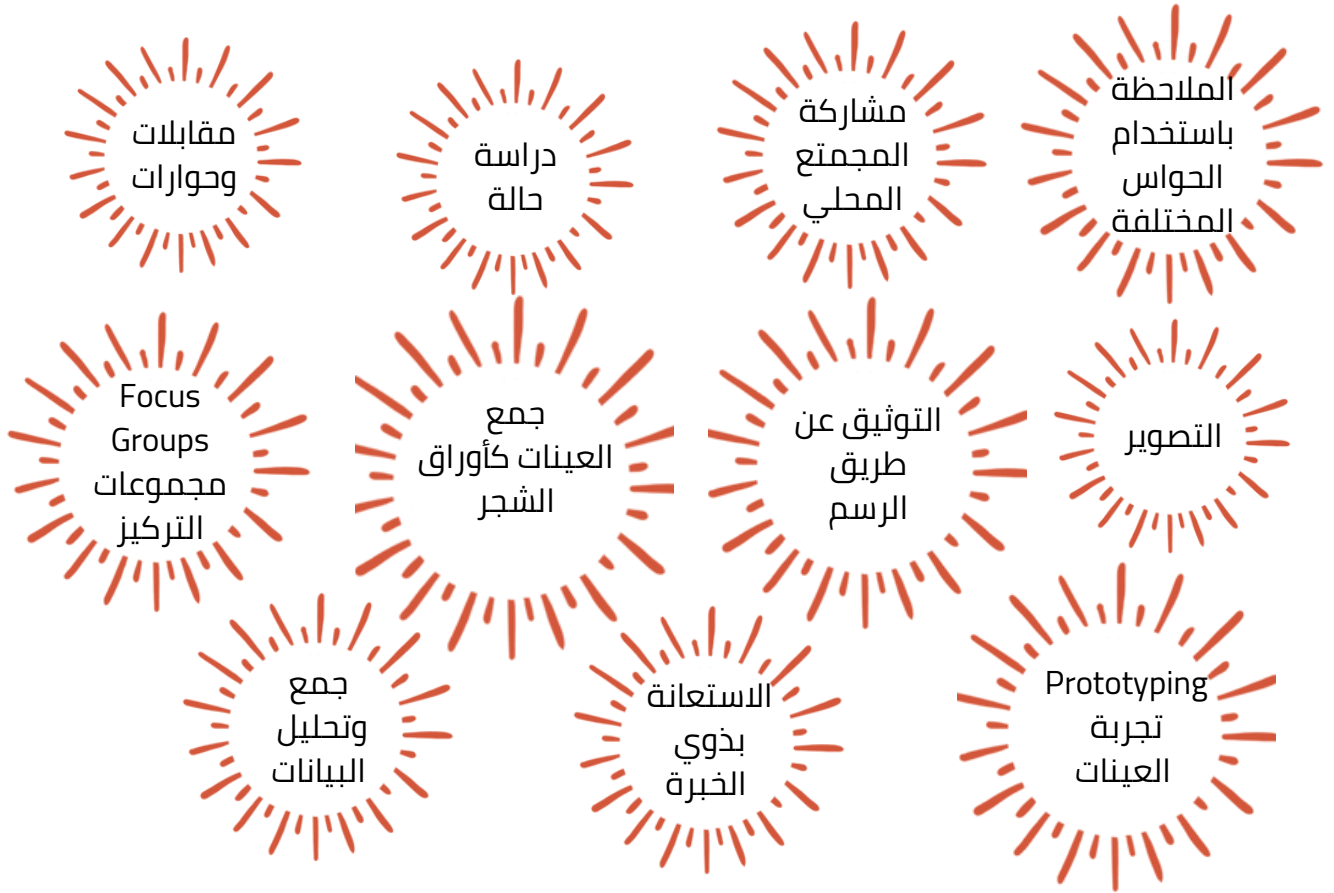 الملاحظة
باستخدام
الحواس
المختلفة
مشاركة
المجمتع
المحلي
دراسة
حالة
مقابلات
وحوارات
التصوير
التوثيق عن
طريق
الرسم
جمع
العينات كأوراق
الشجر
Focus
Groups
مجموعات
التركيز
Prototyping
تجربة
العينات
الاستعانة
بذوي
الخبرة
جمع
وتحليل
البيانات